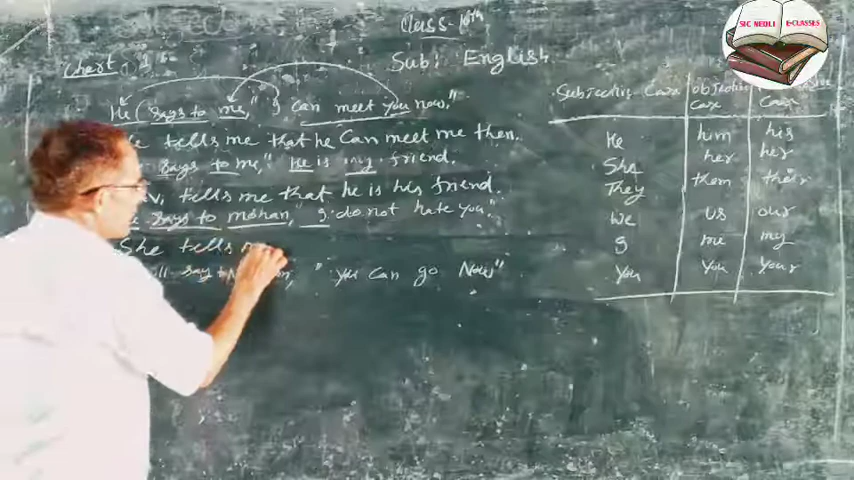 Class-10th
Sub: English
SIC NEOLI E-CLASSES
Chart
He says to me, "I can meet you now,"
tells me that he Can meet me then.
says to me," He is my friend.
tells me that he is his friend.
says to mohan, "I do not hate you".
She tells
say "you can go Now"
Subjective Case objective Case Case
He him his
She her her
They them their
We us our
I me my
You You Your